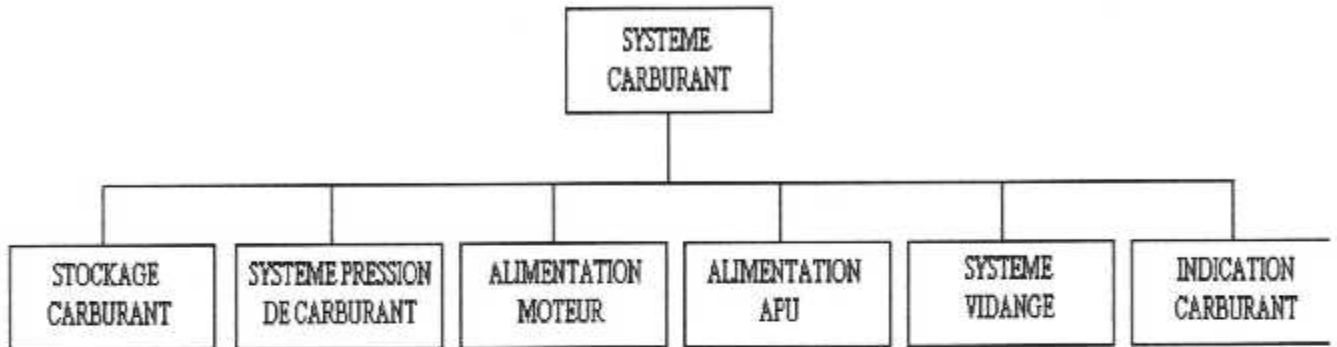 SYSTEME
CARBURANT
STOCKAGE
CARBURANT
SYSTEME PRESSION
DE CARBURANT
ALIMENTATION
MOTEUR
ALIMENTATION
APU
SYSTEME
VIDANGE
INDICATION
CARBURANT